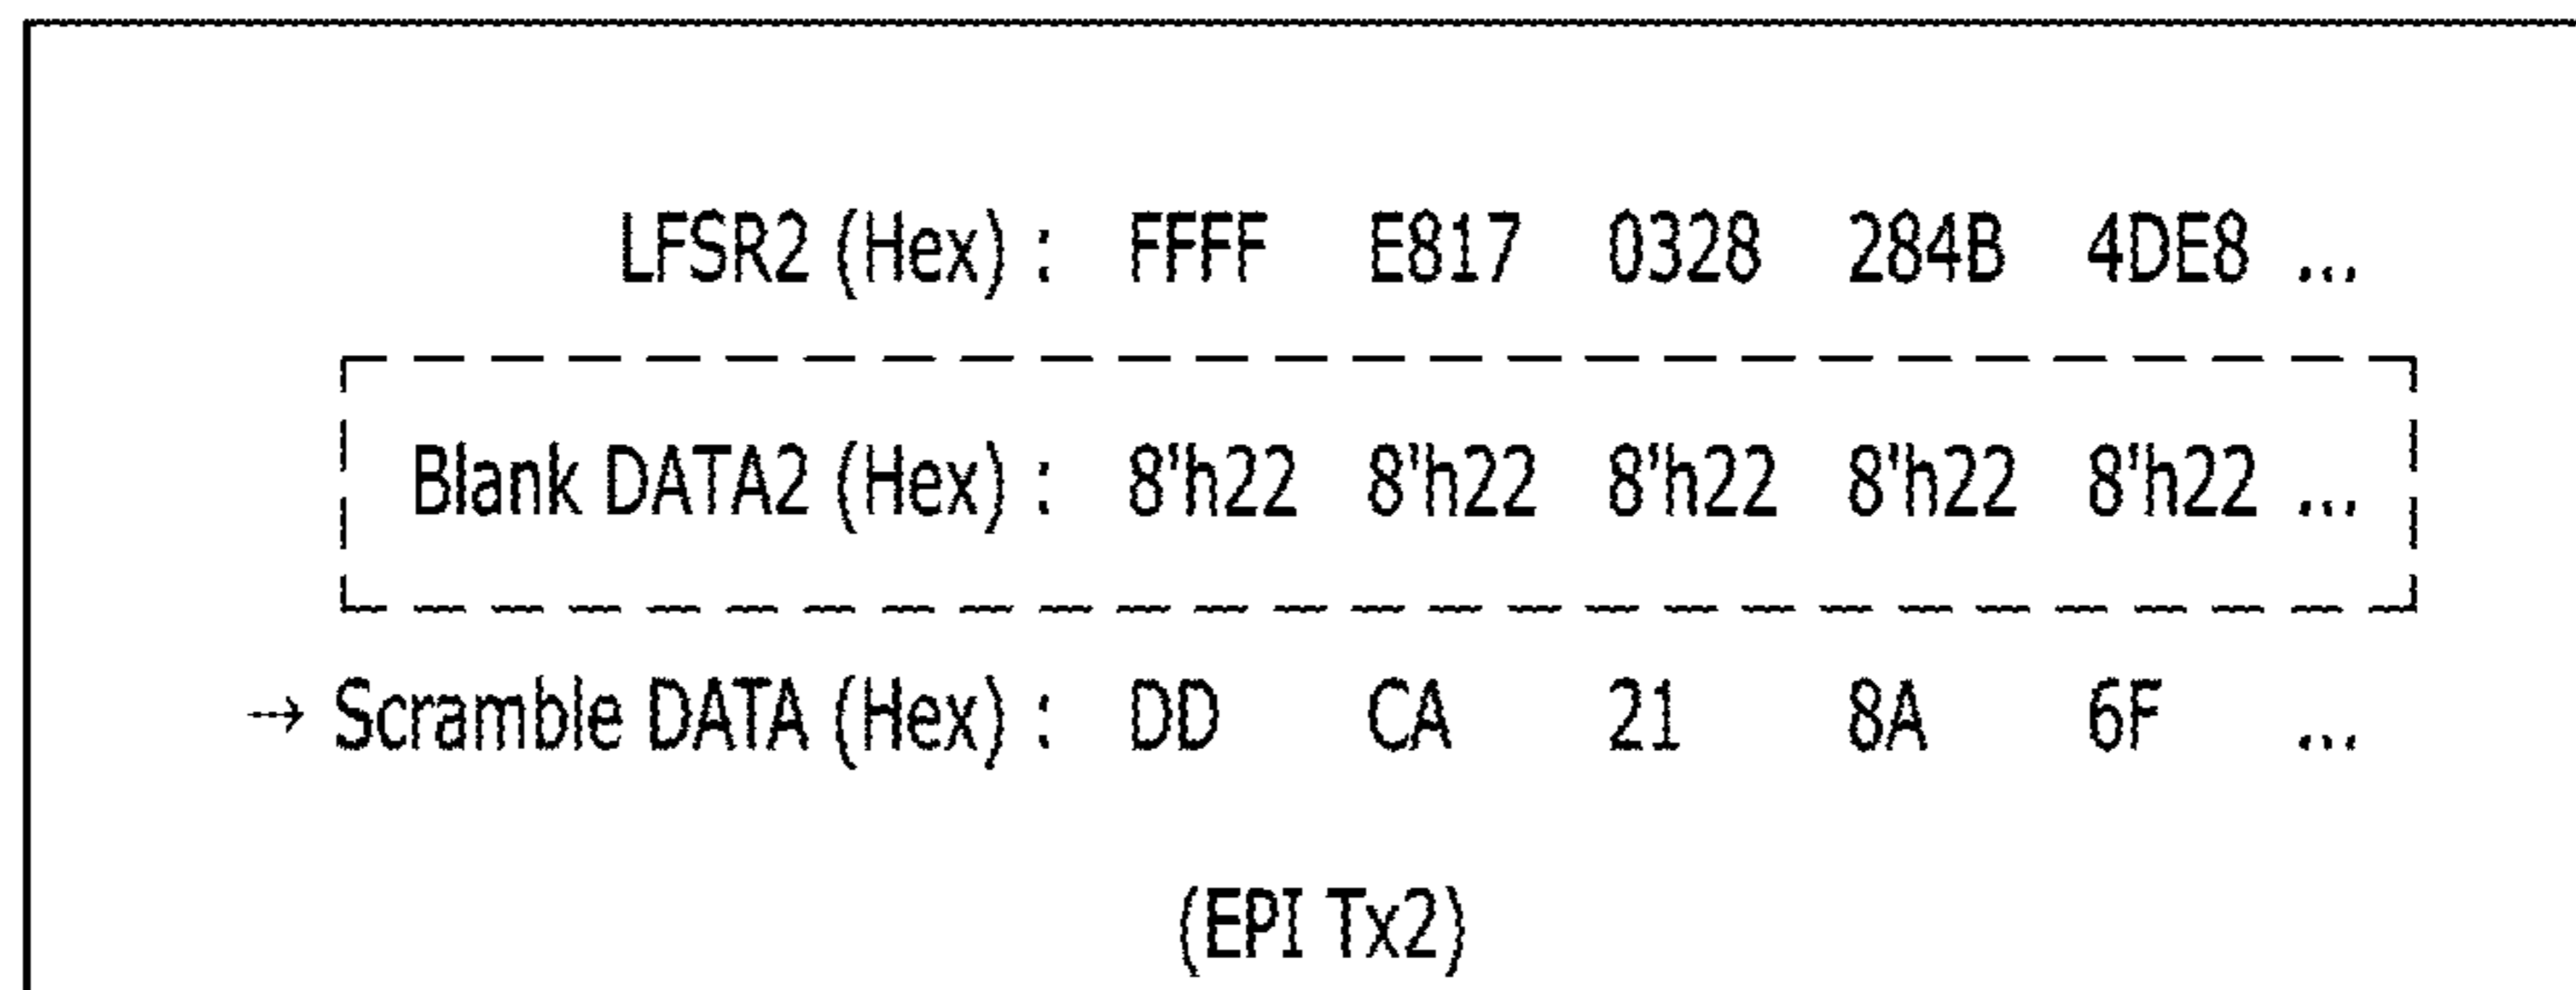 LFSR2 (Hex) : FFFF E817 0328 284B 4DE8 ...
Blank DATA2 (Hex) : 8'h22 8'h22 8'h22 8'h22 8'h22 ...
→ Scramble DATA (Hex) : DD CA 21 8A 6F ...
(EPI Tx2)